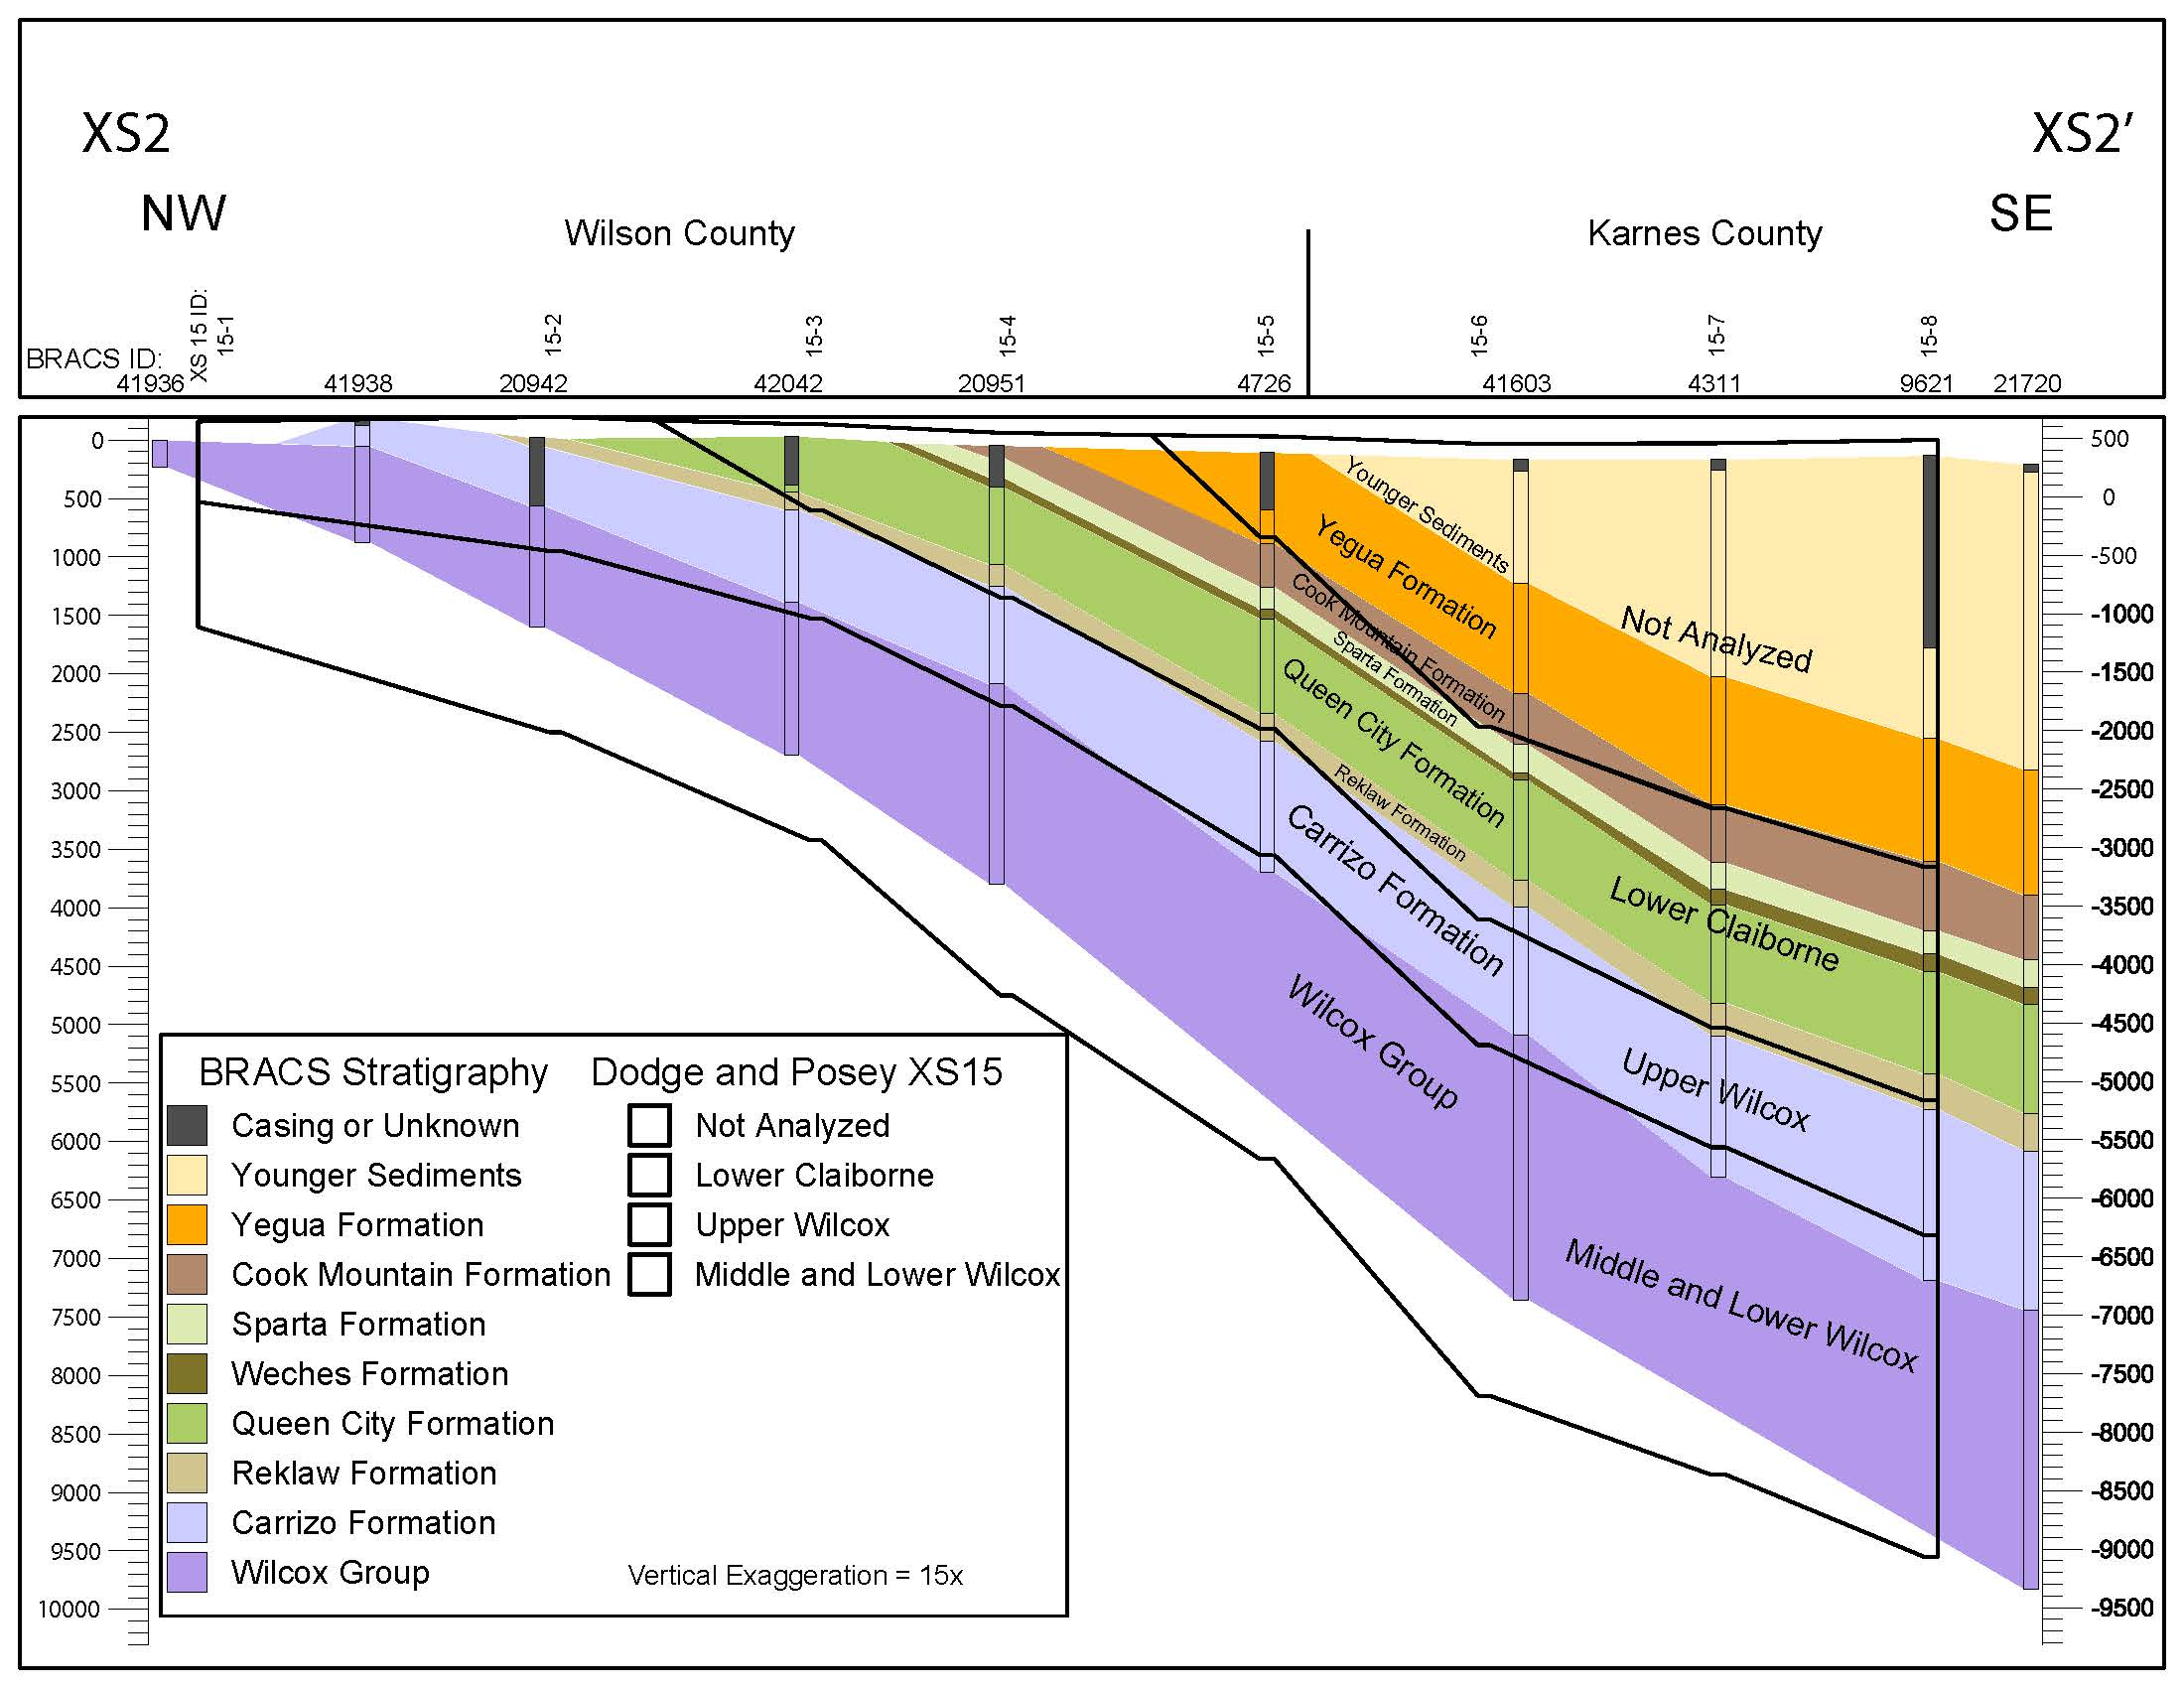 XS2
XS2’
NW
SE
Wilson County
Karnes County
XS 15 ID:
15-1
15-2
15-3
15-4
15-5
15-6
15-7
15-8
BRACS ID:
41936
41938
20942
42042
20951
4726
41603
4311
9621
21720
0
500
1000
1500
2000
2500
3000
3500
4000
4500
5000
5500
6000
6500
7000
7500
8000
8500
9000
9500
10000
500
0
-500
-1000
-1500
-2000
-2500
-3000
-3500
-4000
-4500
-5000
-5500
-6000
-6500
-7000
-7500
-8000
-8500
-9000
-9500
Younger Sediments
Yegua Formation
Cook Mountain Formation
Sparta Formation
Queen City Formation
Reklaw Formation
Carrizo Formation
Wilcox Group
Not Analyzed
Lower Claiborne
Upper Wilcox
Middle and Lower Wilcox
BRACS Stratigraphy
Casing or Unknown
Younger Sediments
Yegua Formation
Cook Mountain Formation
Sparta Formation
Weches Formation
Queen City Formation
Reklaw Formation
Carrizo Formation
Wilcox Group
Dodge and Posey XS15
Not Analyzed
Lower Claiborne
Upper Wilcox
Middle and Lower Wilcox
Vertical Exaggeration = 15x